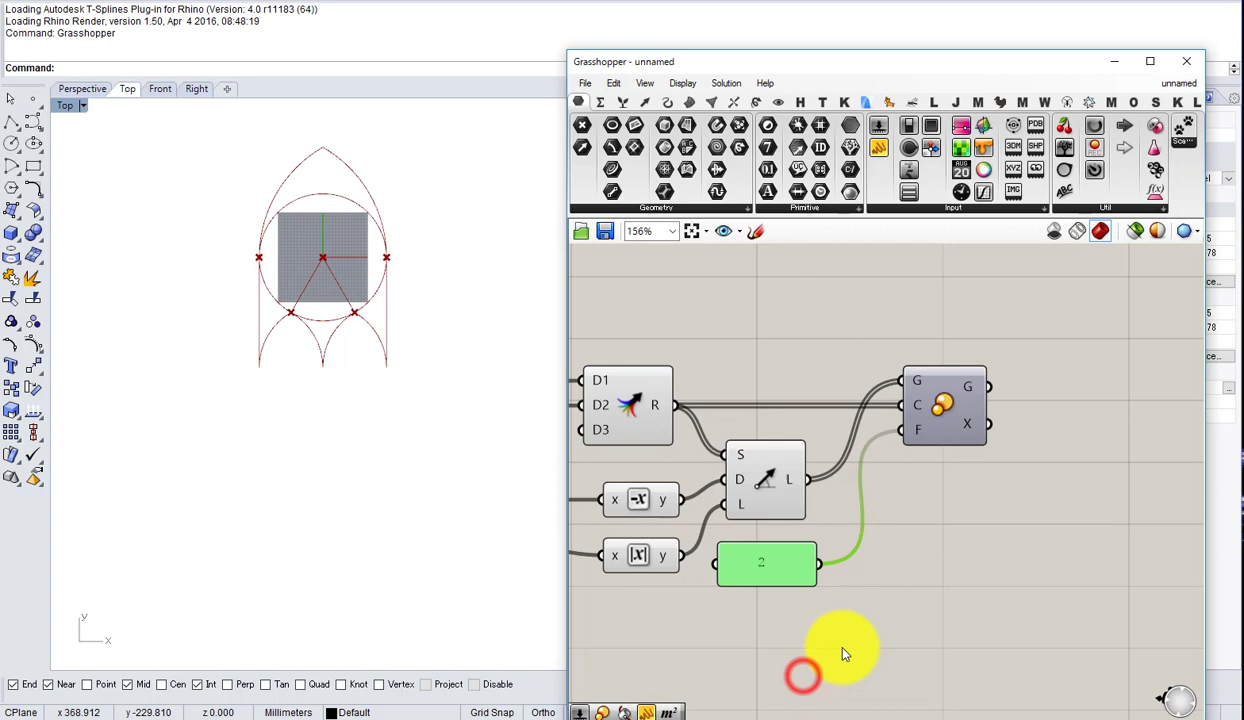 Loading Autodesk T-Splines Plug-in for Rhino (Version: 4.0 r11183 (64))
Loading Rhino Render, version 1.50, Apr 4 2016, 08:48:19
Command: Grasshopper
Command:
Perspective Top Front Right
Top
Grasshopper - unnamed
File Edit View Display Solution Help unnamed
H T K L J M M W M O S K L
Geometry Primitive Input Util
156%
D1
D2 R
D3
G G
C X
F
S
D L
L
x -x y
x |x| y
2
y
x
End Near Point Mid Cen Int Perp Tan Quad Knot Vertex Project Disable
CPlane x 368.912 y -229.810 z 0.000 Millimeters Default Grid Snap Ortho